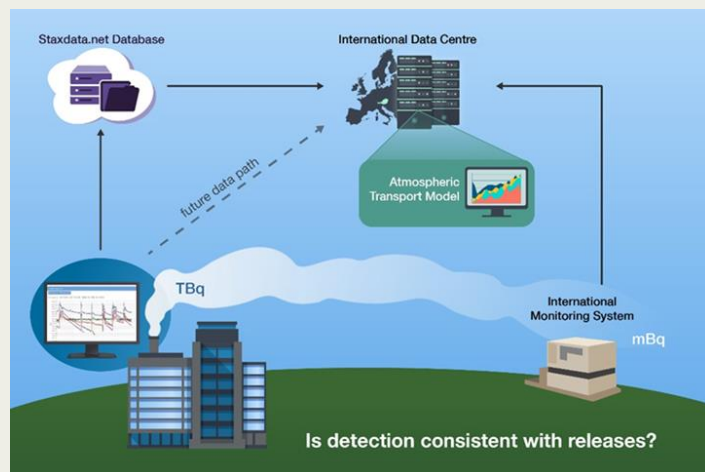 Staxdata.net Database
International Data Centre
Atmospheric
Transport Model
future data path
TBq
International
Monitoring System
mBq
Is detection consistent with releases?